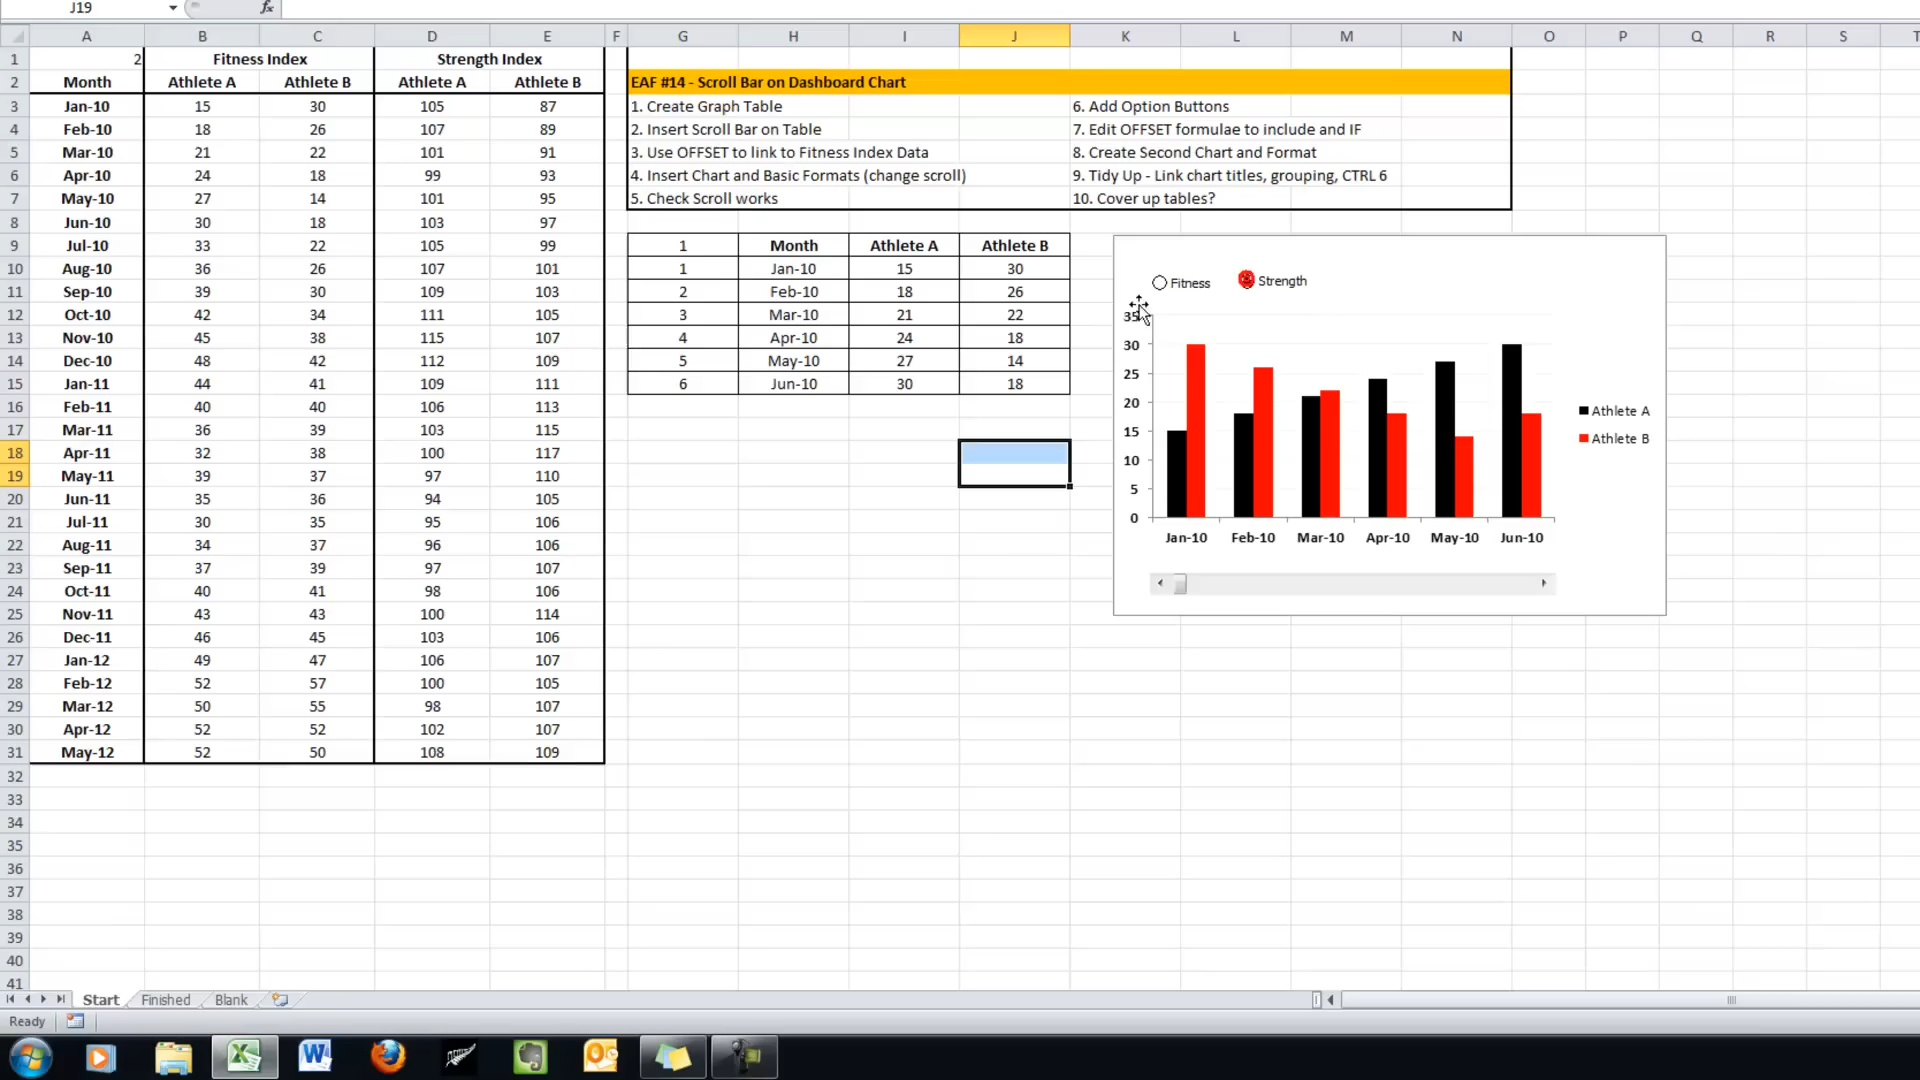 J19 fx
A B C D E F G H I J K L M N O P Q R S T
1 2 Fitness Index Strength Index
2 Month Athlete A Athlete B Athlete A Athlete B EAF #14 - Scroll Bar on Dashboard Chart
3 Jan-10 15 30 105 87 1. Create Graph Table 6. Add Option Buttons
4 Feb-10 18 26 107 89 2. Insert Scroll Bar on Table 7. Edit OFFSET formulae to include and IF
5 Mar-10 21 22 101 91 3. Use OFFSET to link to Fitness Index Data 8. Create Second Chart and Format
6 Apr-10 24 18 99 93 4. Insert Chart and Basic Formats (change scroll) 9. Tidy Up - Link chart titles, grouping, CTRL 6
7 May-10 27 14 101 95 5. Check Scroll works 10. Cover up tables?
8 Jun-10 30 18 103 97
9 Jul-10 33 22 105 99 1 Month Athlete A Athlete B
10 Aug-10 36 26 107 101 1 Jan-10 15 30
11 Sep-10 39 30 109 103 2 Feb-10 18 26
12 Oct-10 42 34 111 105 3 Mar-10 21 22
13 Nov-10 45 38 115 107 4 Apr-10 24 18
14 Dec-10 48 42 112 109 5 May-10 27 14
15 Jan-11 44 41 109 111 6 Jun-10 30 18
16 Feb-11 40 40 106 113
17 Mar-11 36 39 103 115
18 Apr-11 32 38 100 117
19 May-11 39 37 97 110
20 Jun-11 35 36 94 105
21 Jul-11 30 35 95 106
22 Aug-11 34 37 96 106
23 Sep-11 37 39 97 107
24 Oct-11 40 41 98 106
25 Nov-11 43 43 100 114
26 Dec-11 46 45 103 106
27 Jan-12 49 47 106 107
28 Feb-12 52 57 100 105
29 Mar-12 50 55 98 107
30 Apr-12 52 52 102 107
31 May-12 52 50 108 109
32
33
34
35
36
37
38
39
40
41
Fitness Strength
35
30
25
20
15
10
5
0
Jan-10 Feb-10 Mar-10 Apr-10 May-10 Jun-10
Athlete A
Athlete B
Start Finished Blank
Ready